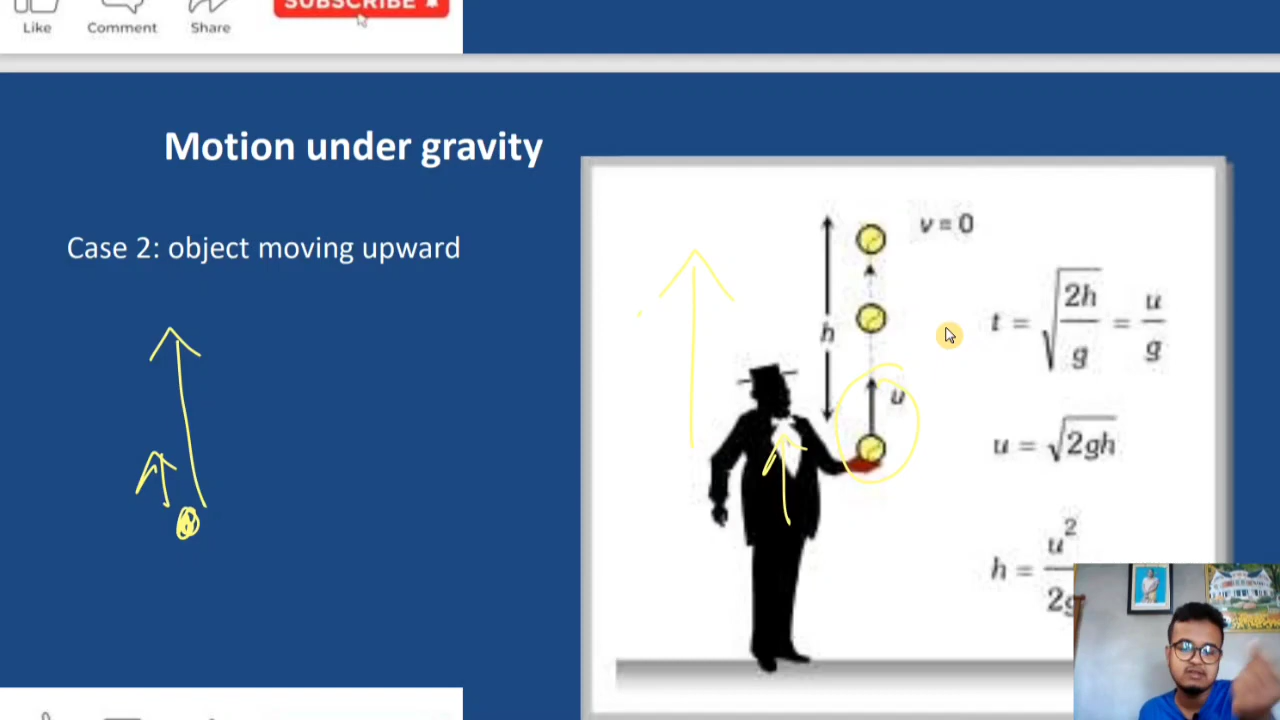 Like Comment Share SUBSCRIBE
Motion under gravity
Case 2: object moving upward
v = 0
h
u
t = √(2h/g) = u/g
u = √2gh
h = u²/2g